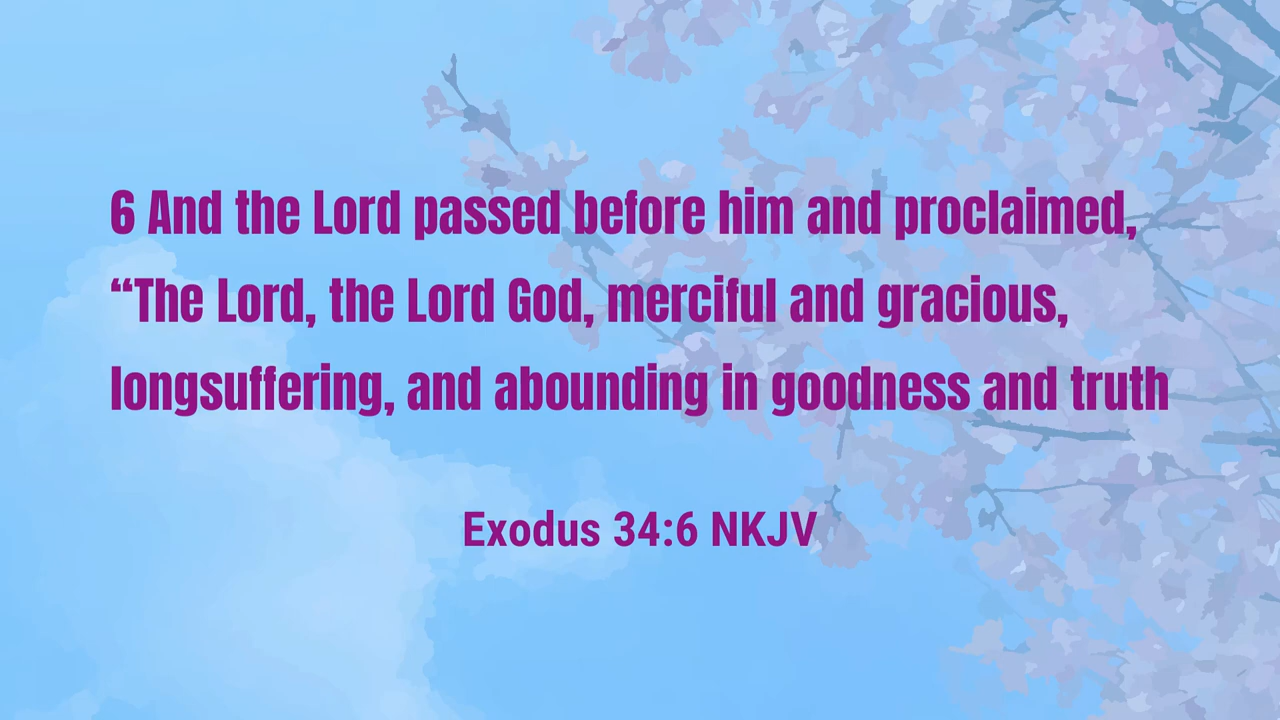 6 And the Lord passed before him and proclaimed,
“The Lord, the Lord God, merciful and gracious,
longsuffering, and abounding in goodness and truth
Exodus 34:6 NKJV